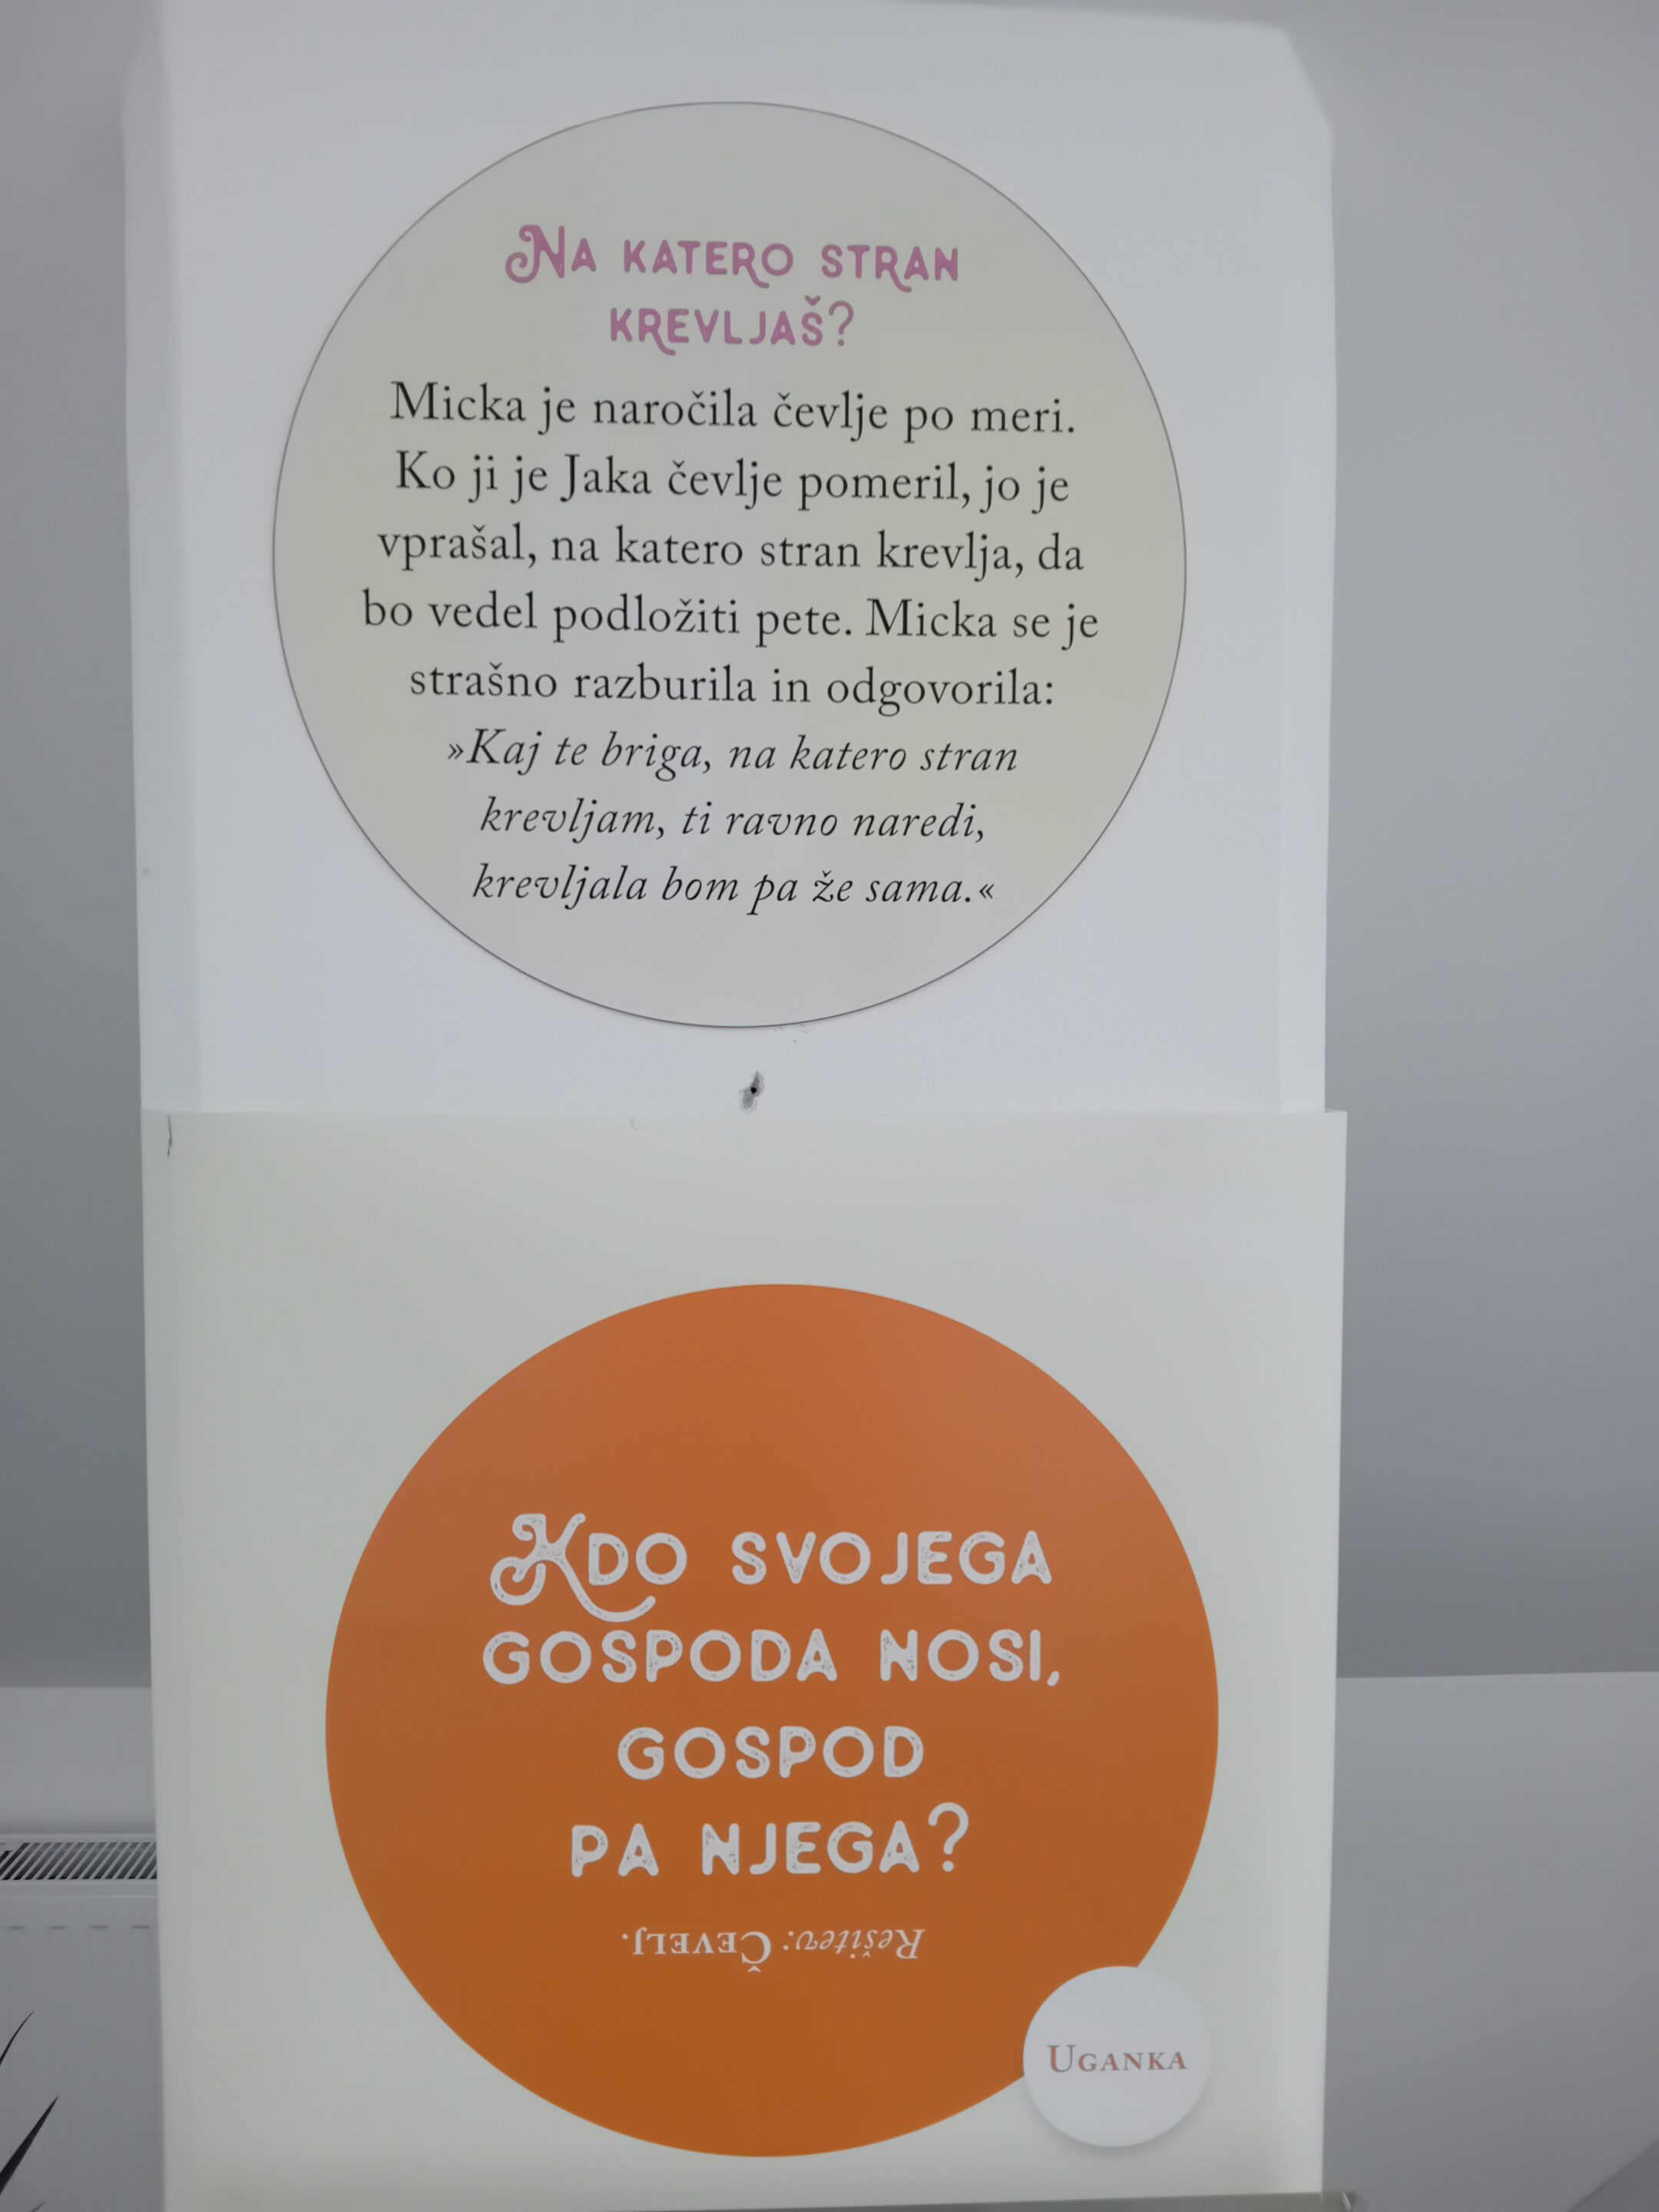 Na katero stran
krevljaš?
Micka je naročila čevlje po meri.
Ko ji je Jaka čevlje pomeril, jo je
vprašal, na katero stran krevlja, da
bo vedel podložiti pete. Micka se je
strašno razburila in odgovorila:
»Kaj te briga, na katero stran
krevljam, ti ravno naredi,
krevljala bom pa že sama.«
Kdo svojega
gospoda nosi,
gospod
pa njega?
Rešitev: Čevelj.
Uganka